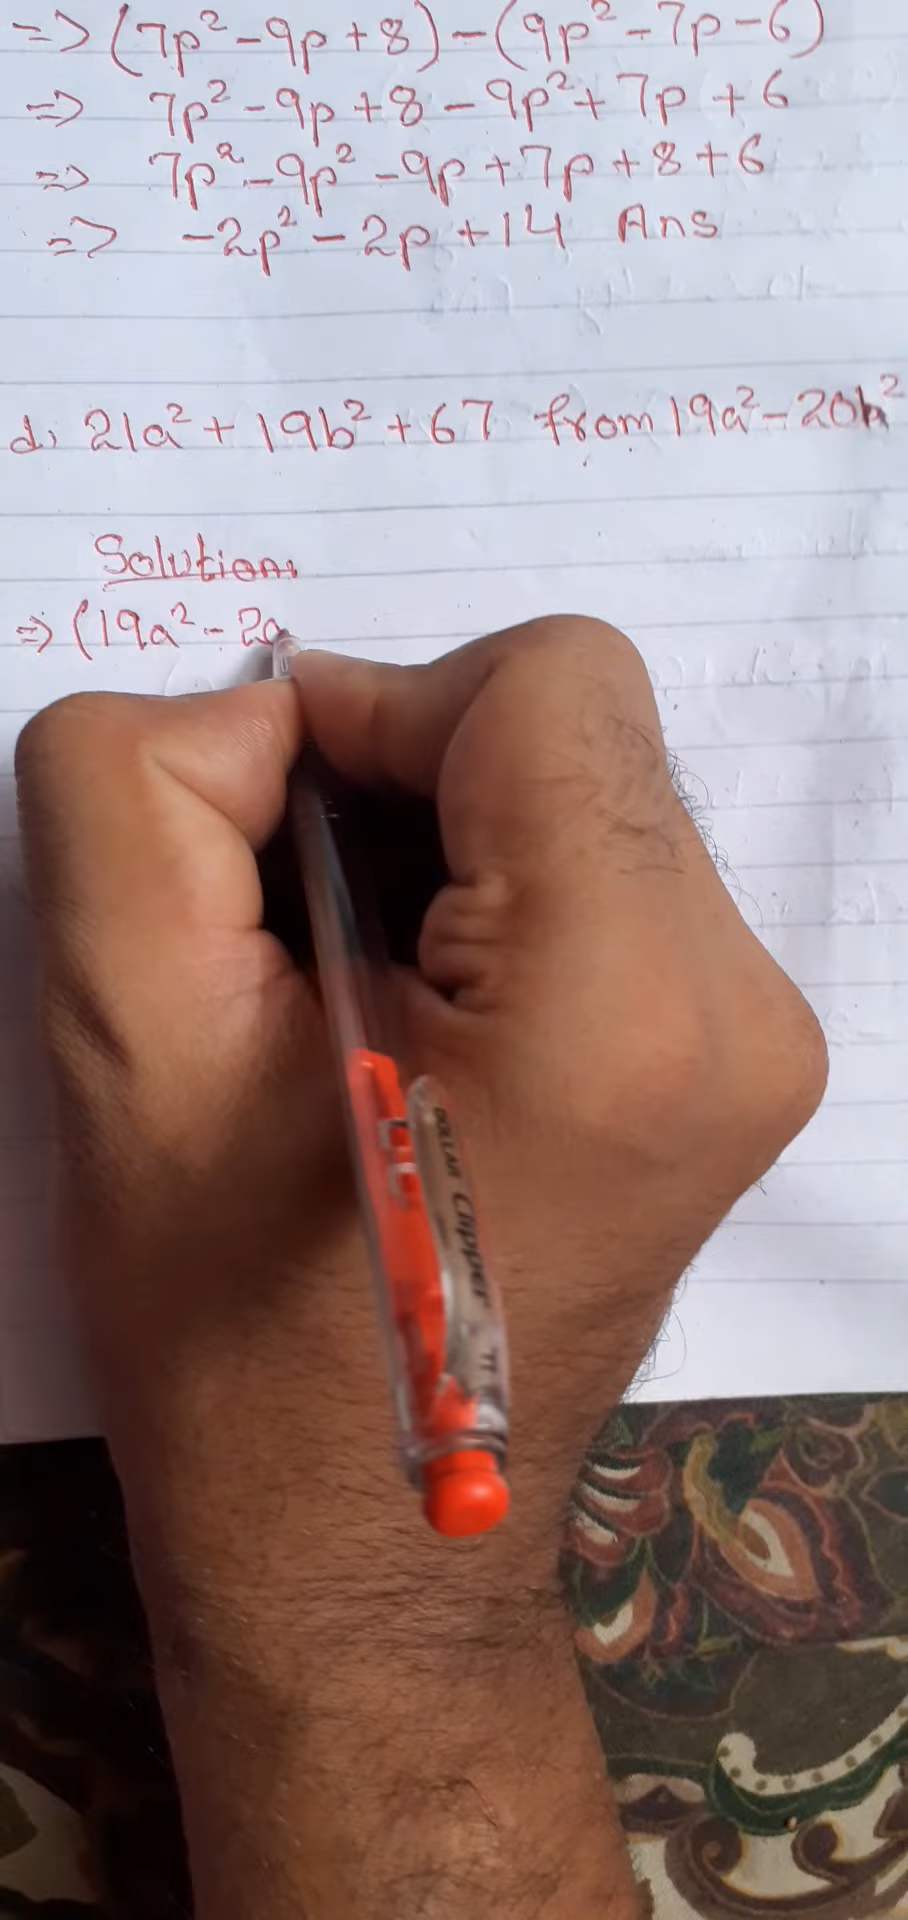 => (7p² - 9p + 8) - (9p² - 7p - 6)
=> 7p² - 9p + 8 - 9p² + 7p + 6
=> 7p² - 9p² - 9p + 7p + 8 + 6
=> -2p² - 2p + 14 Ans
d. 21a² + 19b² + 67 from 19a² - 20b²
Solution:
=> (19a² - 20
DOLLAR Clipper